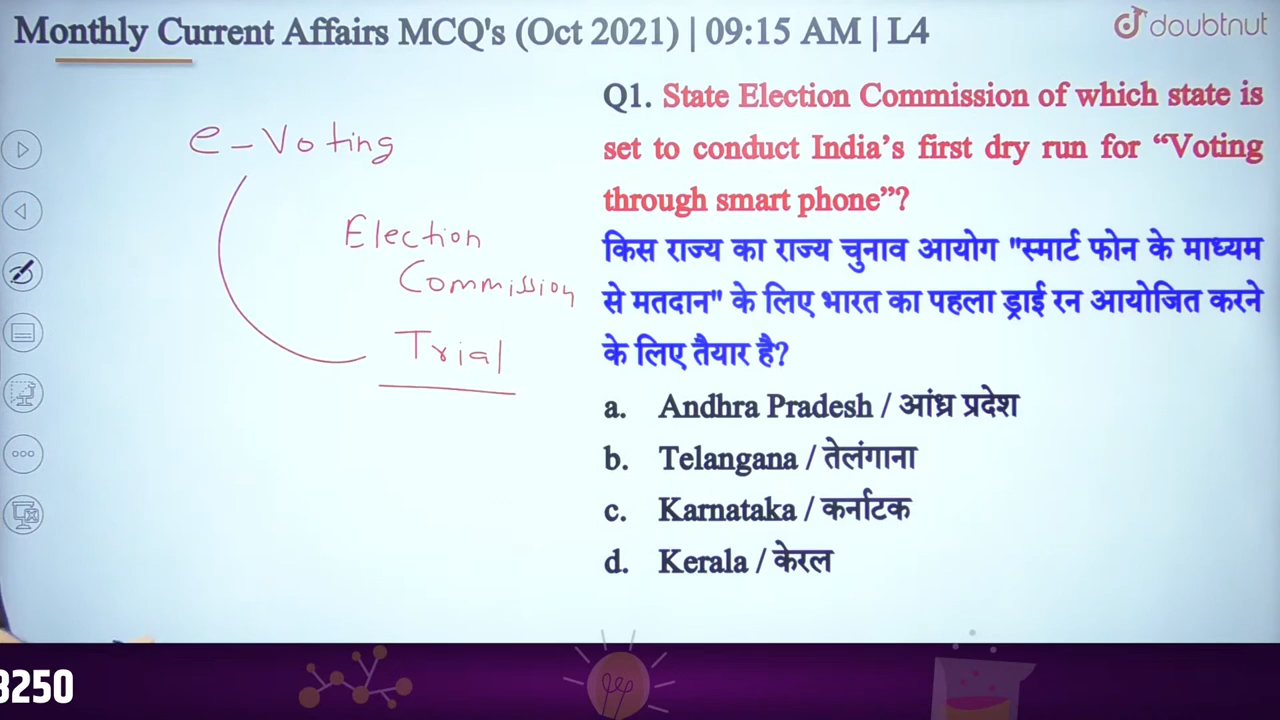 Monthly Current Affairs MCQ's (Oct 2021) | 09:15 AM | L4
doubtnut
e-Voting
Election
Commission
Trial
Q1. State Election Commission of which state is
set to conduct India’s first dry run for “Voting
through smart phone”?
किस राज्य का राज्य चुनाव आयोग "स्मार्ट फोन के माध्यम
से मतदान" के लिए भारत का पहला ड्राई रन आयोजित करने
के लिए तैयार है?
a. Andhra Pradesh / आंध्र प्रदेश
b. Telangana / तेलंगाना
c. Karnataka / कर्नाटक
d. Kerala / केरल
3250